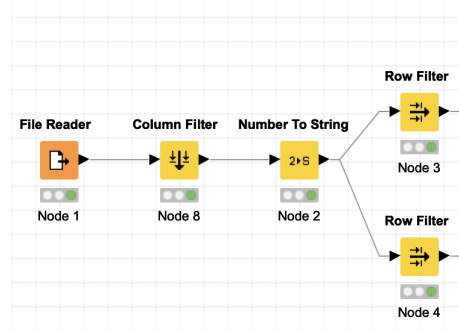 Row Filter
File Reader
Column Filter
Number To String
2▸S
Node 3
Node 1
Node 8
Node 2
Row Filter
Node 4